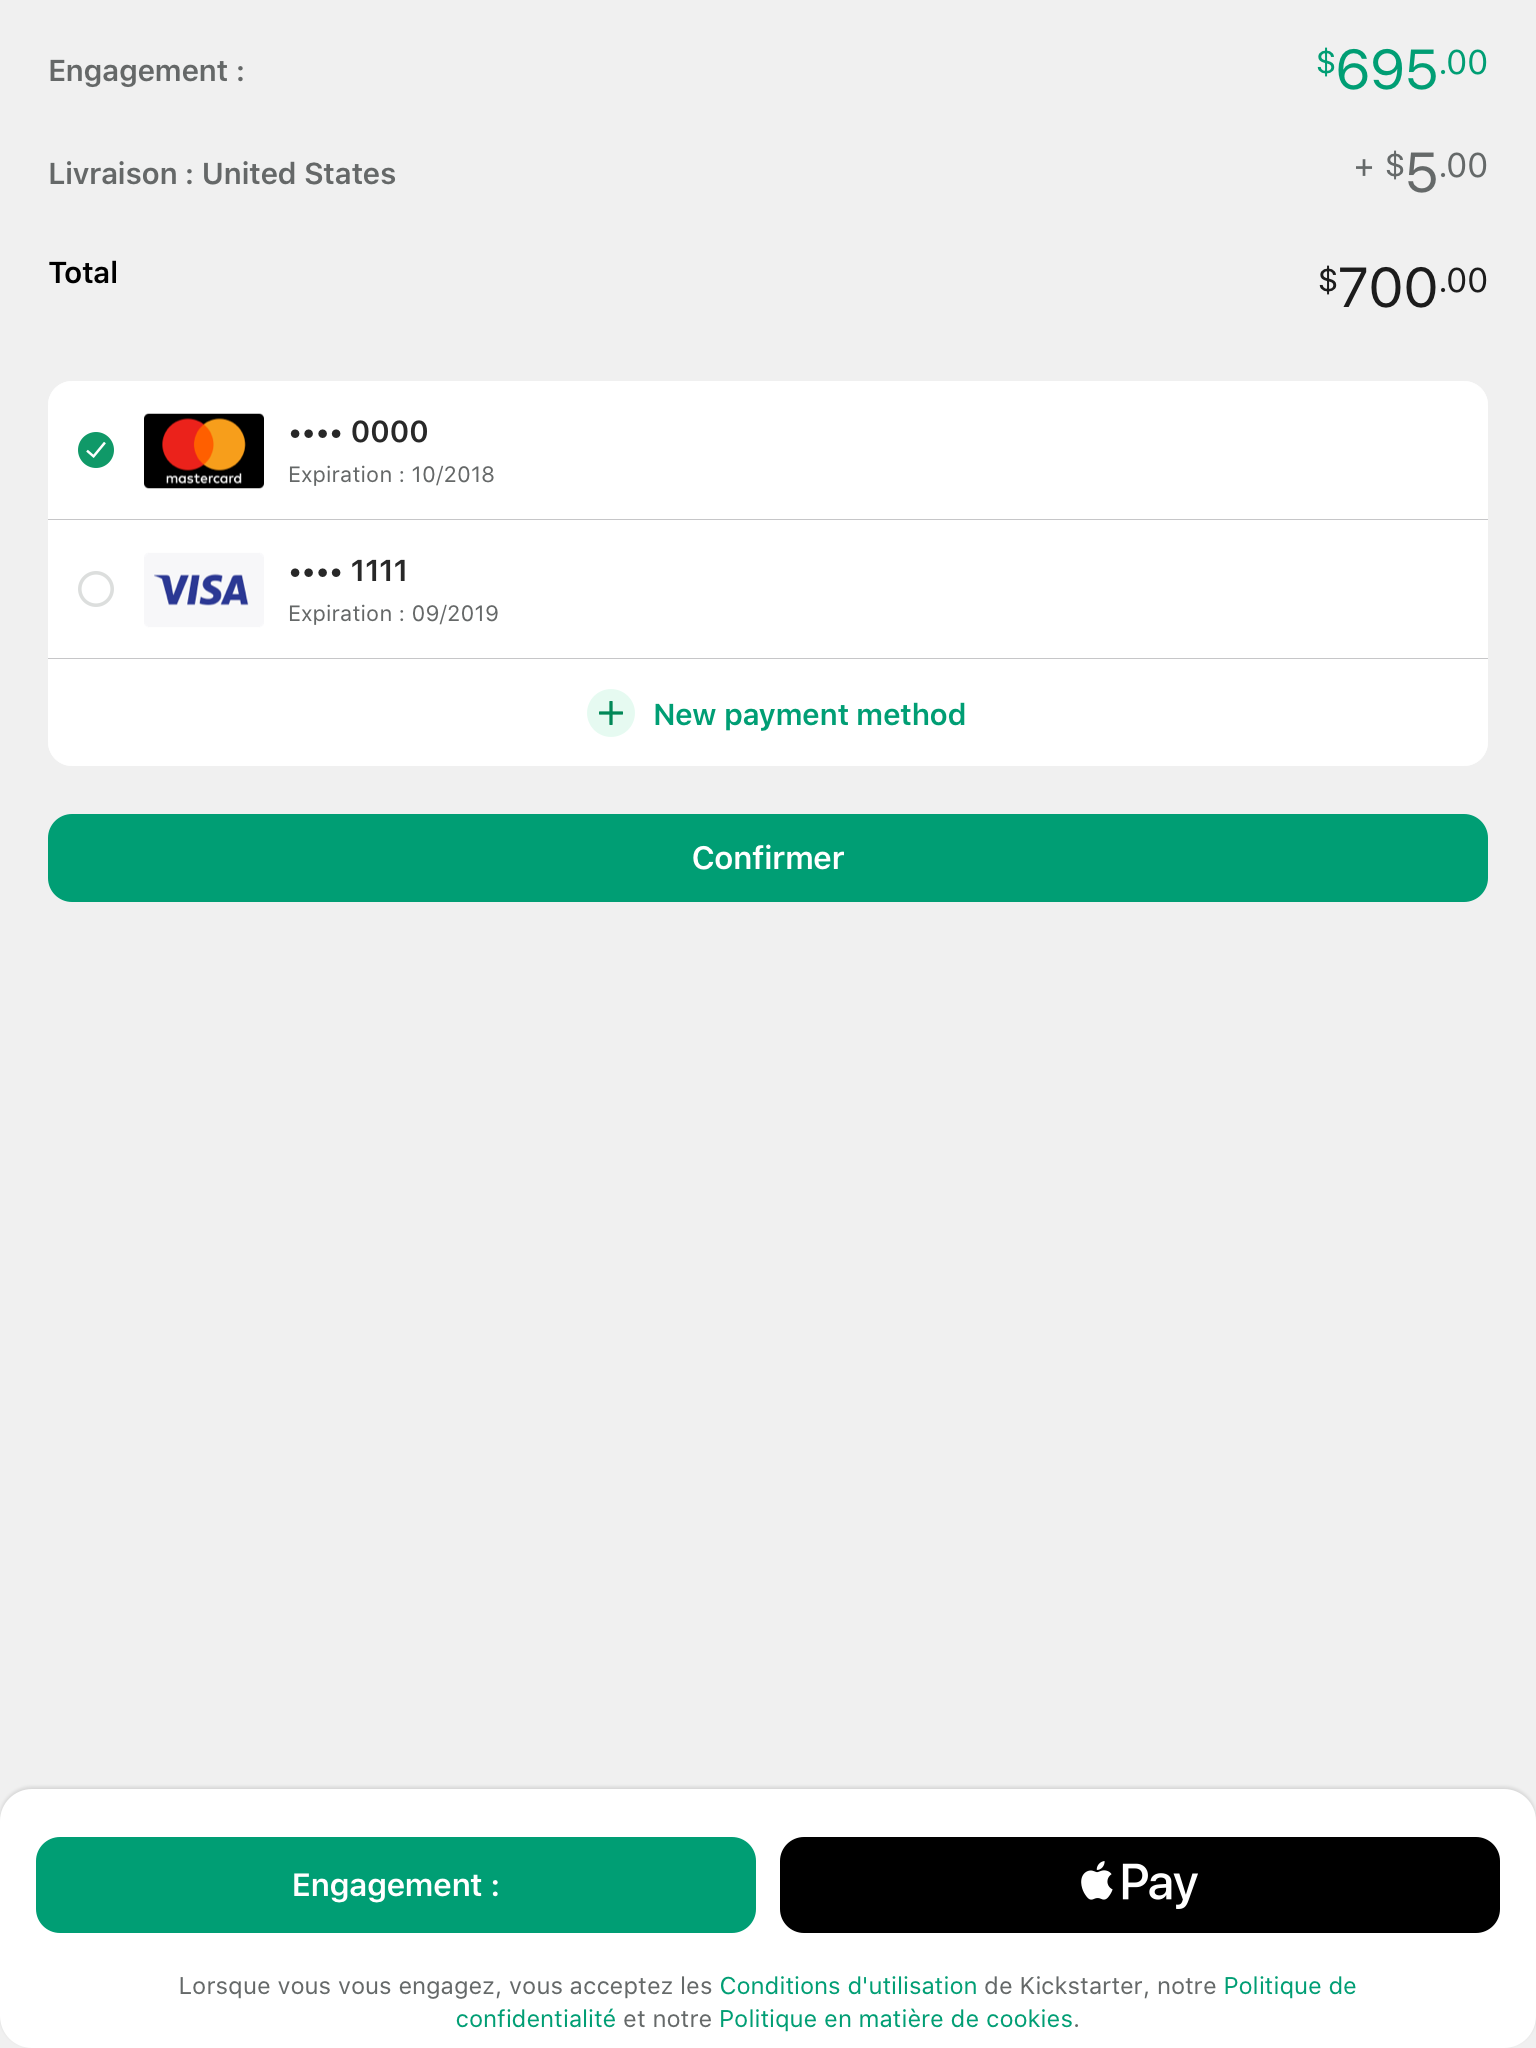 Engagement :
$695.00
Livraison : United States
+ $5.00
Total
$700.00
mastercard
•••• 0000
Expiration : 10/2018
VISA
•••• 1111
Expiration : 09/2019
+ New payment method
Confirmer
Engagement :
Pay
Lorsque vous vous engagez, vous acceptez les Conditions d'utilisation de Kickstarter, notre Politique de
confidentialité et notre Politique en matière de cookies.